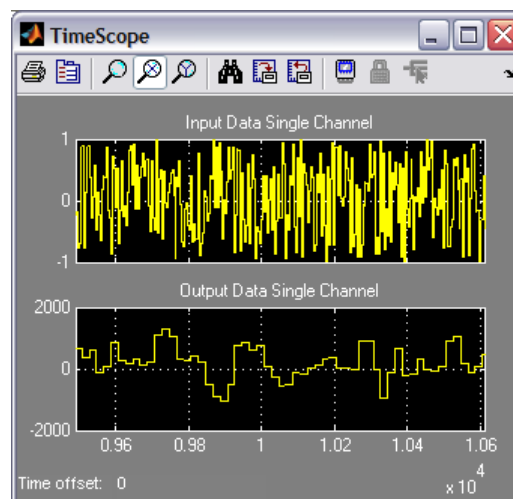 TimeScope
Input Data Single Channel
1
0
-1
Output Data Single Channel
2000
0
-2000
0.96 0.98 1 1.02 1.04 1.06
Time offset: 0
x 10 4